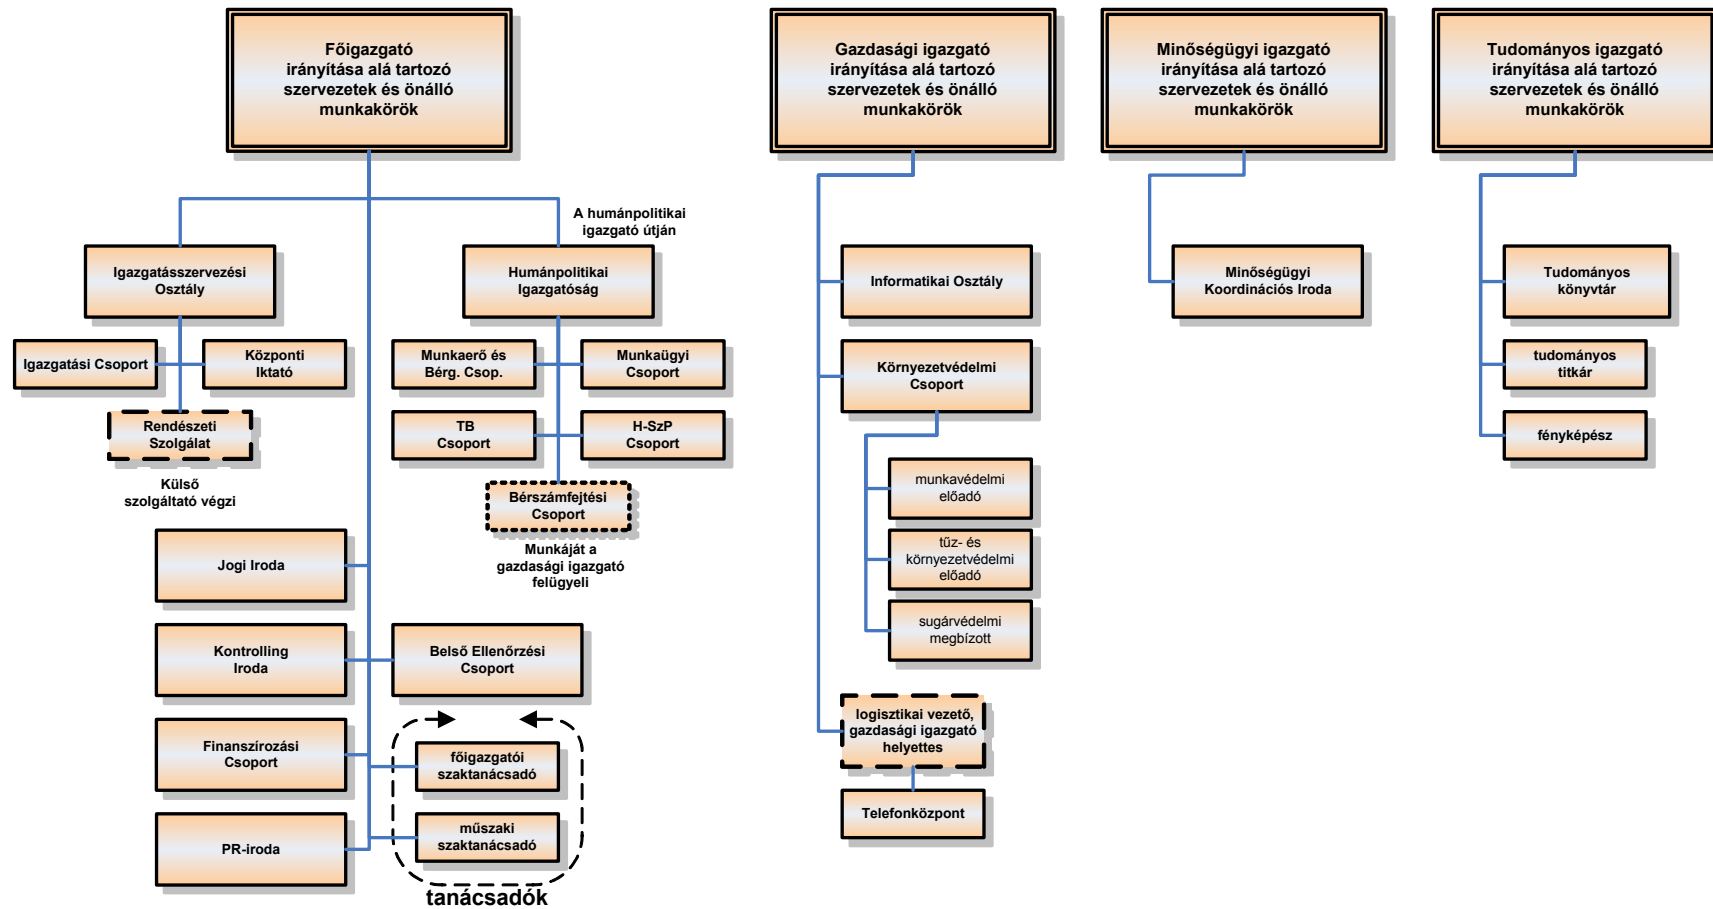 Főigazgató
irányítása alá tartozó
szervezetek és önálló
munkakörök
A humánpolitikai
igazgató útján
Igazgatásszervezési
Osztály
Humánpolitikai
Igazgatóság
Igazgatási Csoport
Központi
Iktató
Rendészeti
Szolgálat
Külső
szolgáltató végzi
Munkaerő és
Bérg. Csop.
Munkaügyi
Csoport
TB
Csoport
H-SzP
Csoport
Bérszámfejtési
Csoport
Munkáját a
gazdasági igazgató
felügyeli
Jogi Iroda
Kontrolling
Iroda
Belső Ellenőrzési
Csoport
Finanszírozási
Csoport
főigazgatói
szaktanácsadó
PR-iroda
műszaki
szaktanácsadó
tanácsadók
Gazdasági igazgató
irányítása alá tartozó
szervezetek és önálló
munkakörök
Informatikai Osztály
Környezetvédelmi
Csoport
munkavédelmi
előadó
tűz- és
környezetvédelmi
előadó
sugárvédelmi
megbízott
logisztikai vezető,
gazdasági igazgató
helyettes
Telefonközpont
Minőségügyi igazgató
irányítása alá tartozó
szervezetek és önálló
munkakörök
Minőségügyi
Koordinációs Iroda
Tudományos igazgató
irányítása alá tartozó
szervezetek és önálló
munkakörök
Tudományos
könyvtár
tudományos
titkár
fényképész